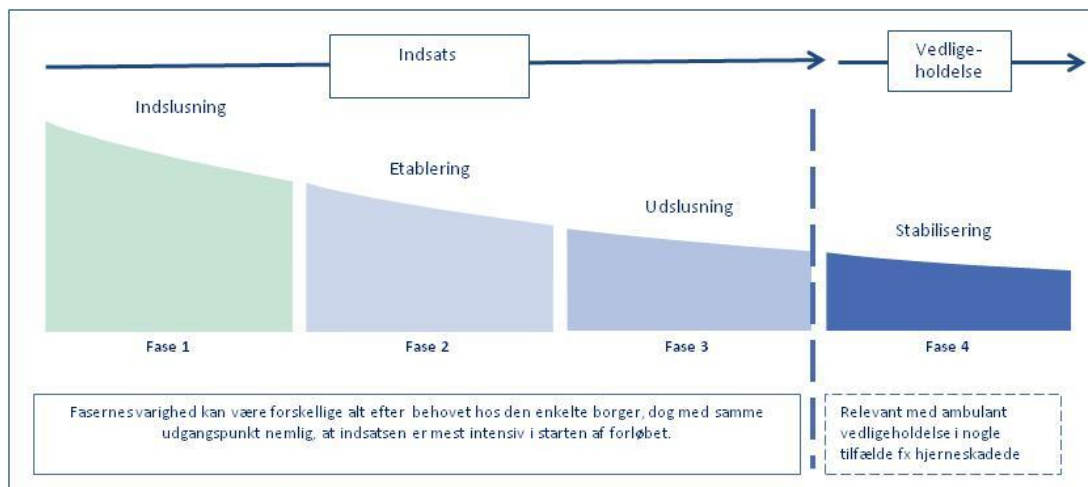 Indsats
Vedlige-
holdelse
Indslusning
Etablering
Udslusning
Stabilisering
Fase 1
Fase 2
Fase 3
Fase 4
Fasernesvarighed kan være forskellige alt efter behovet hos den enkelte borger, dog med samme
udgangspunkt nemlig, at indsatsen er mest intensiv i starten af forløbet.
Relevant med ambulant
vedligeholdelse i nogle
tilfælde fx hjerneskadede